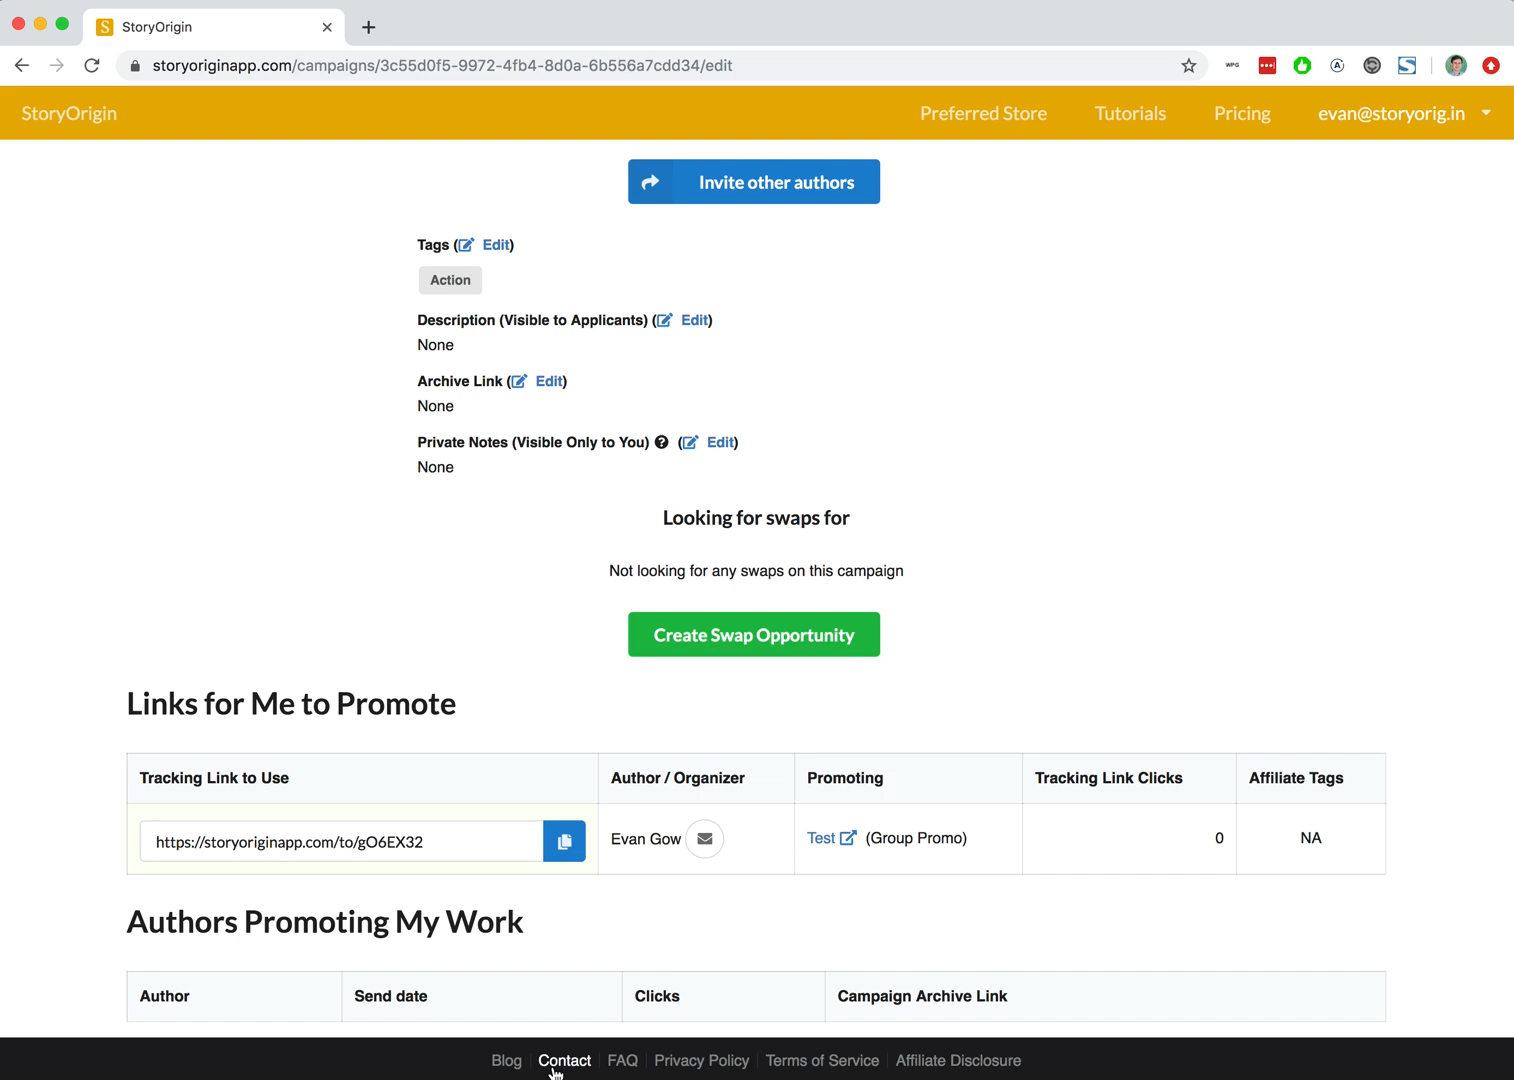 StoryOrigin
storyoriginapp.com/campaigns/3c55d0f5-9972-4fb4-8d0a-6b556a7cdd34/edit
WPG
StoryOrigin
Preferred Store
Tutorials
Pricing
evan@storyorig.in
Invite other authors
Tags ( Edit)
Action
Description (Visible to Applicants) ( Edit)
None
Archive Link ( Edit)
None
Private Notes (Visible Only to You) ? ( Edit)
None
Looking for swaps for
Not looking for any swaps on this campaign
Create Swap Opportunity
Links for Me to Promote
Tracking Link to Use Author / Organizer Promoting Tracking Link Clicks Affiliate Tags
https://storyoriginapp.com/to/gO6EX32 Evan Gow Test (Group Promo) 0 NA
Authors Promoting My Work
Author Send date Clicks Campaign Archive Link
Blog Contact FAQ Privacy Policy Terms of Service Affiliate Disclosure